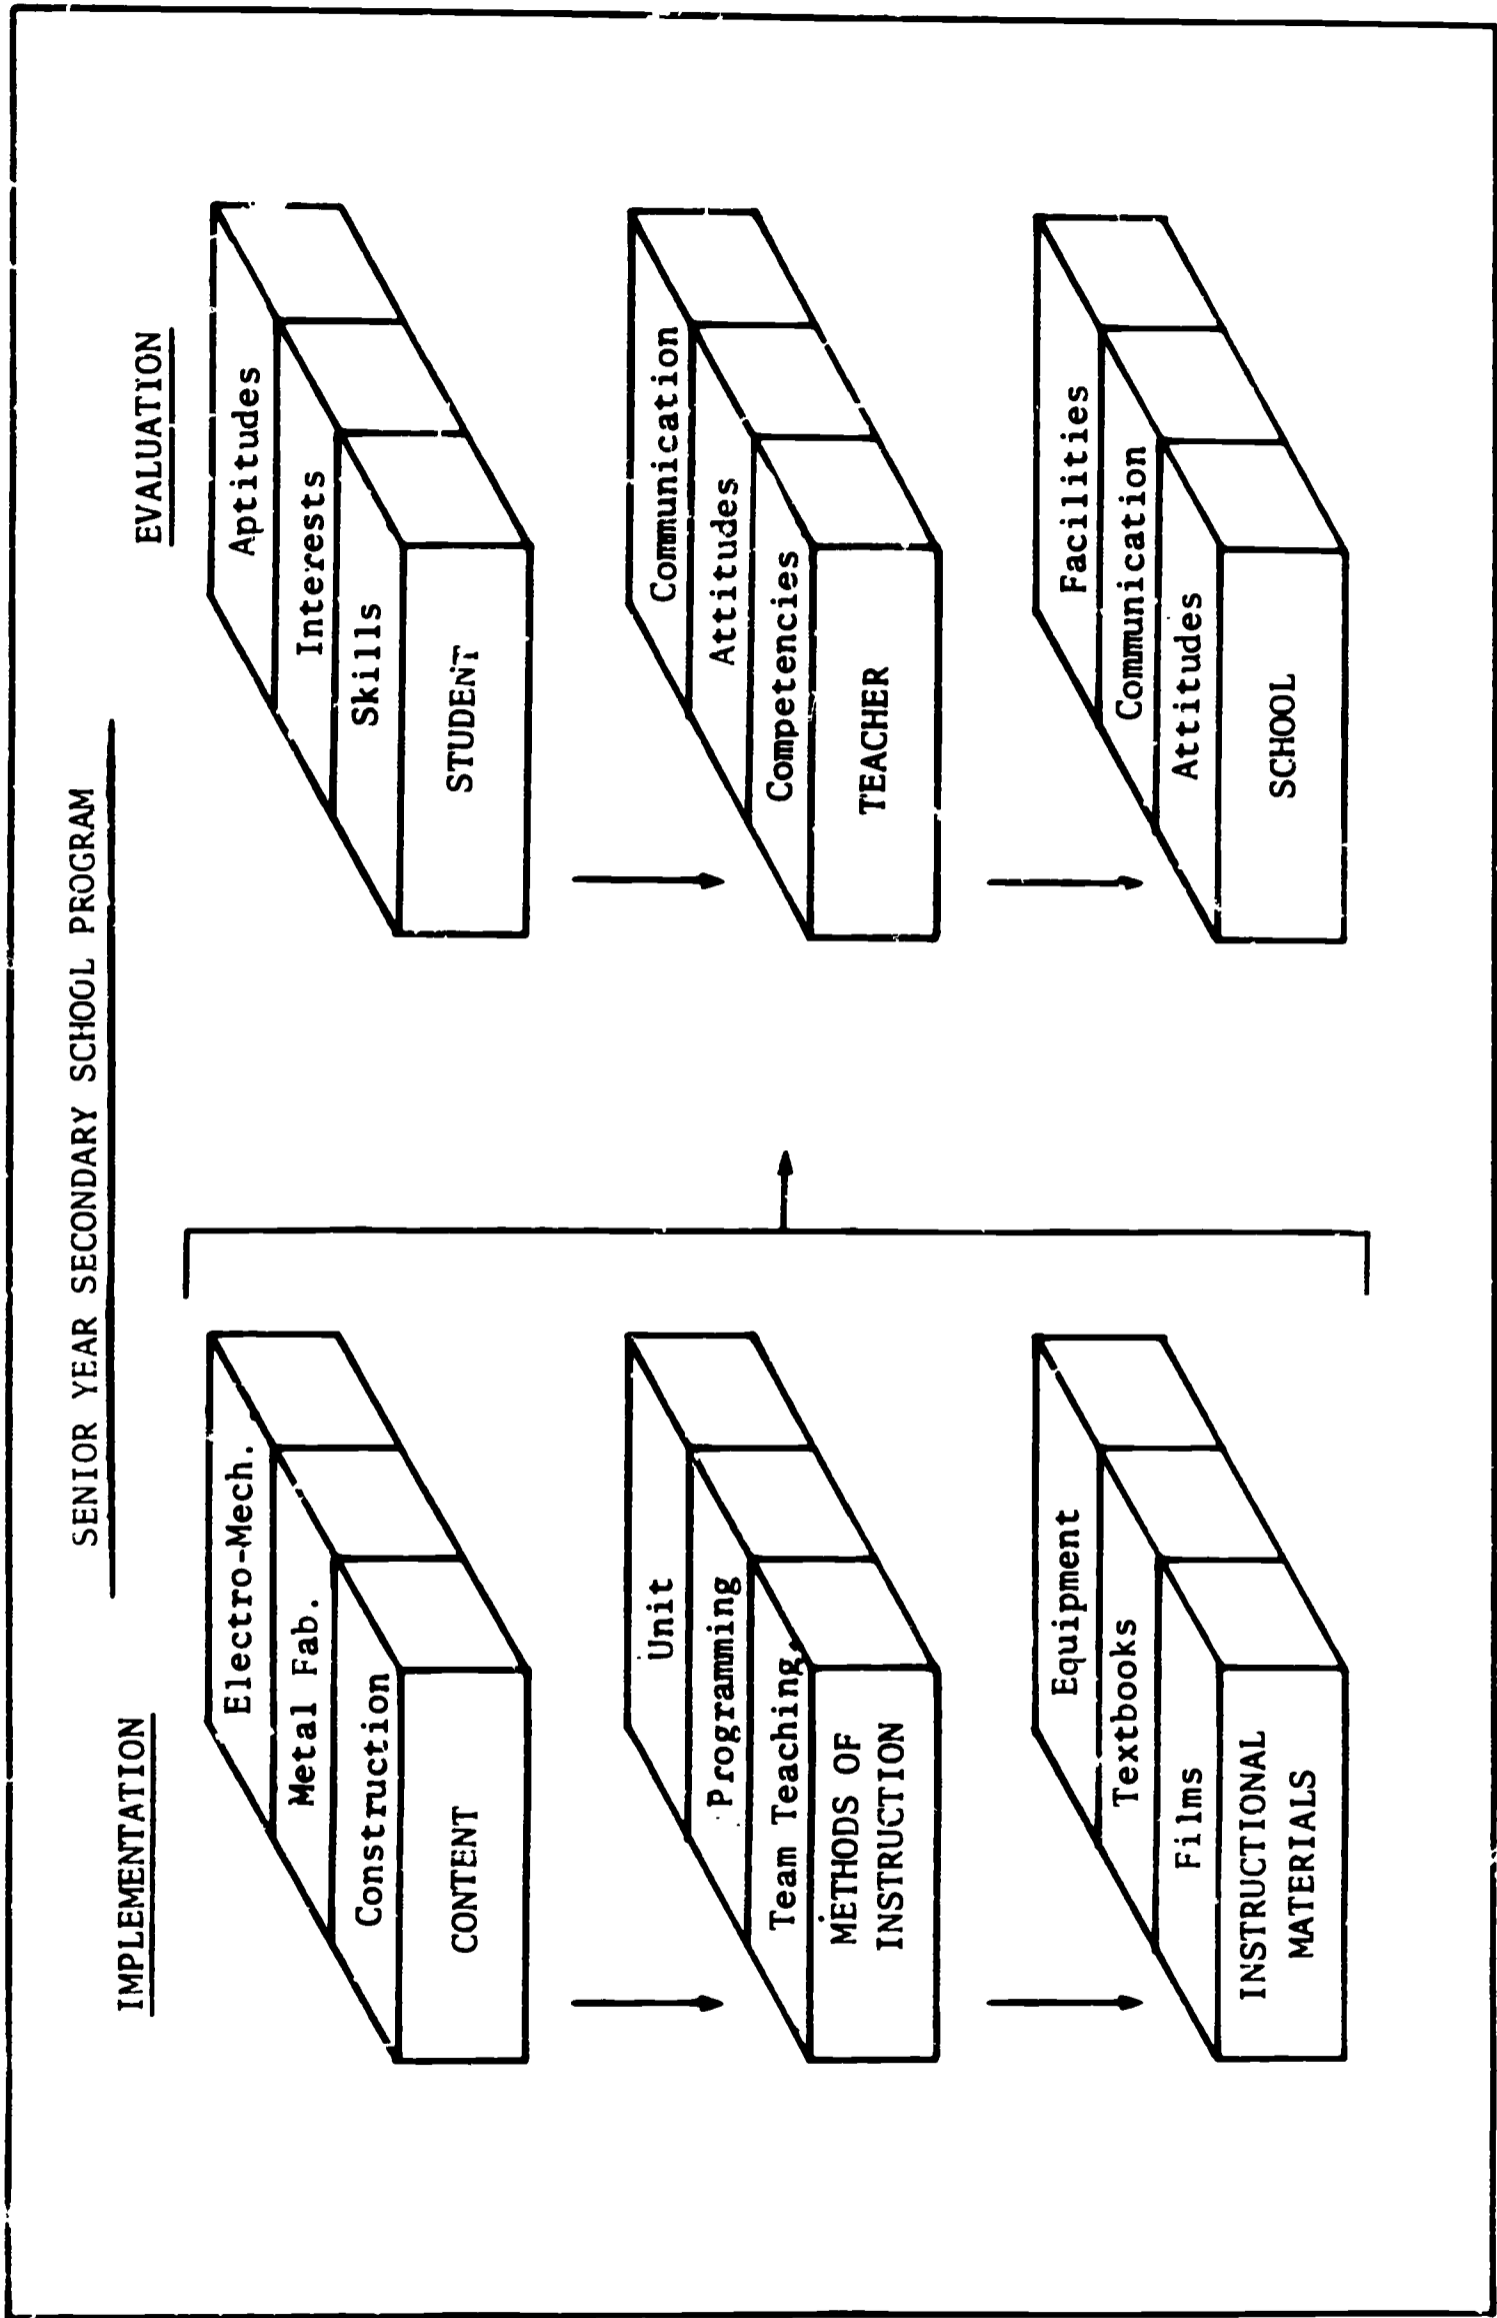 SENIOR YEAR SECONDARY SCHOOL PROGRAM
IMPLEMENTATION
Electro-Mech.
Metal Fab.
Construction
CONTENT
Unit
Programming
Team Teaching
METHODS OF
INSTRUCTION
Equipment
Textbooks
Films
INSTRUCTIONAL
MATERIALS
EVALUATION
Aptitudes
Interests
Skills
STUDENT
Communication
Attitudes
Competencies
TEACHER
Facilities
Communication
Attitudes
SCHOOL